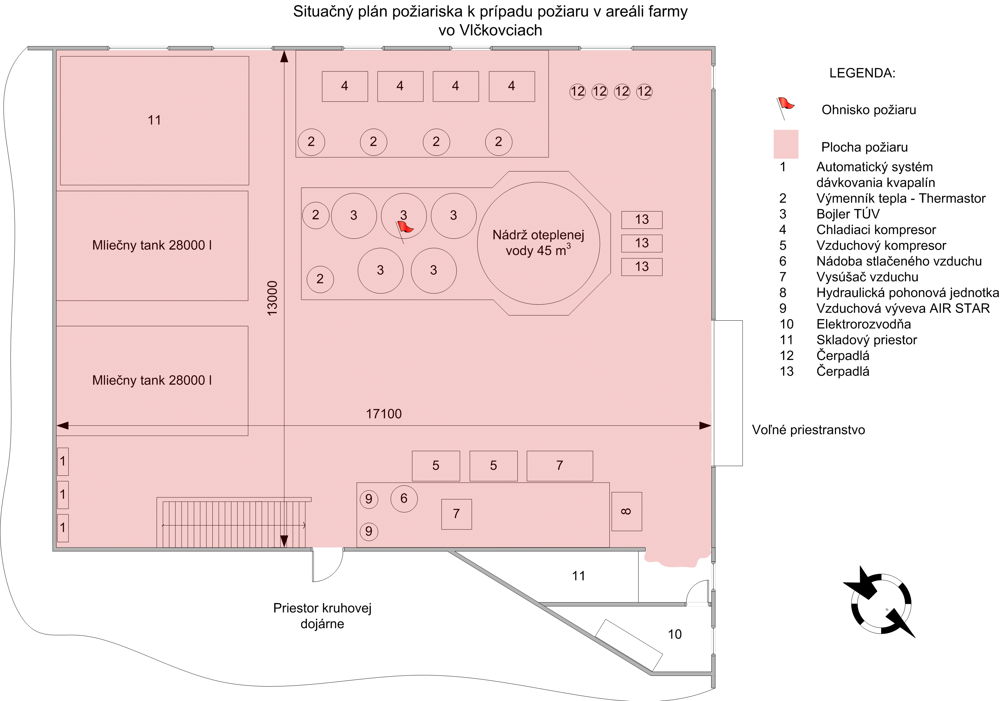 Situačný plán požiariska k prípadu požiaru v areáli farmy
vo Vlčkovciach
LEGENDA:
Ohnisko požiaru
Plocha požiaru
1 Automatický systém
dávkovania kvapalín
2 Výmenník tepla - Thermastor
3 Bojler TÚV
4 Chladiaci kompresor
5 Vzduchový kompresor
6 Nádoba stlačeného vzduchu
7 Vysúšač vzduchu
8 Hydraulická pohonová jednotka
9 Vzduchová výveva AIR STAR
10 Elektrorozvodňa
11 Skladový priestor
12 Čerpadlá
13 Čerpadlá
4 4 4 4
12 12 12 12
11
2 2 2 2
2 3 3 3
13
Nádrž oteplenej
vody 45 m³
13
Mliečny tank 28000 l
13
3 3
2
13000
Mliečny tank 28000 l
17100
Voľné priestranstvo
1
5 5 7
1
9 6
7
8
1
9
11
Priestor kruhovej
dojárne
10
S